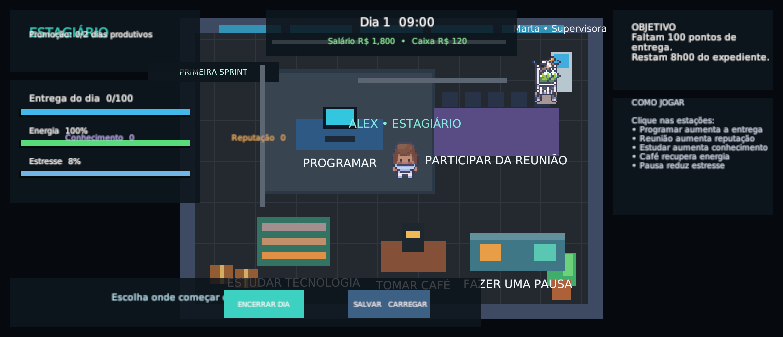 ESTAGIÁRIO
Promoção: 0/2 dias produtivos
Dia 1 09:00
Salário R$ 1,800 • Caixa R$ 120
Marta • Supervisora
OBJETIVO
Faltam 100 pontos de
entrega.
Restam 8h00 do expediente.
PRIMEIRA SPRINT
Entrega do dia 0/100
Energia 100%
Conhecimento 0
Reputação 0
Estresse 8%
ALEX • ESTAGIÁRIO
PROGRAMAR
PARTICIPAR DA REUNIÃO
COMO JOGAR
Clique nas estações:
• Programar aumenta a entrega
• Reunião aumenta reputação
• Estudar aumenta conhecimento
• Café recupera energia
• Pausa reduz estresse
ESTUDAR TECNOLOGIA
TOMAR CAFÉ
FAZER UMA PAUSA
Escolha onde começar
ENCERRAR DIA
SALVAR
CARREGAR